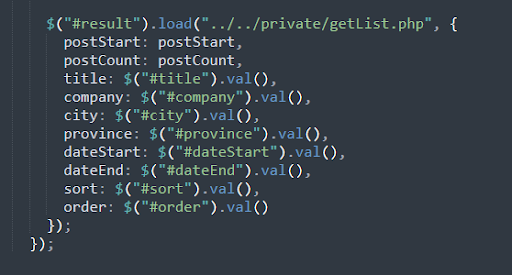 $("#result").load("../../private/getList.php", {
postStart: postStart,
postCount: postCount,
title: $("#title").val(),
company: $("#company").val(),
city: $("#city").val(),
province: $("#province").val(),
dateStart: $("#dateStart").val(),
dateEnd: $("#dateEnd").val(),
sort: $("#sort").val(),
order: $("#order").val()
});
});